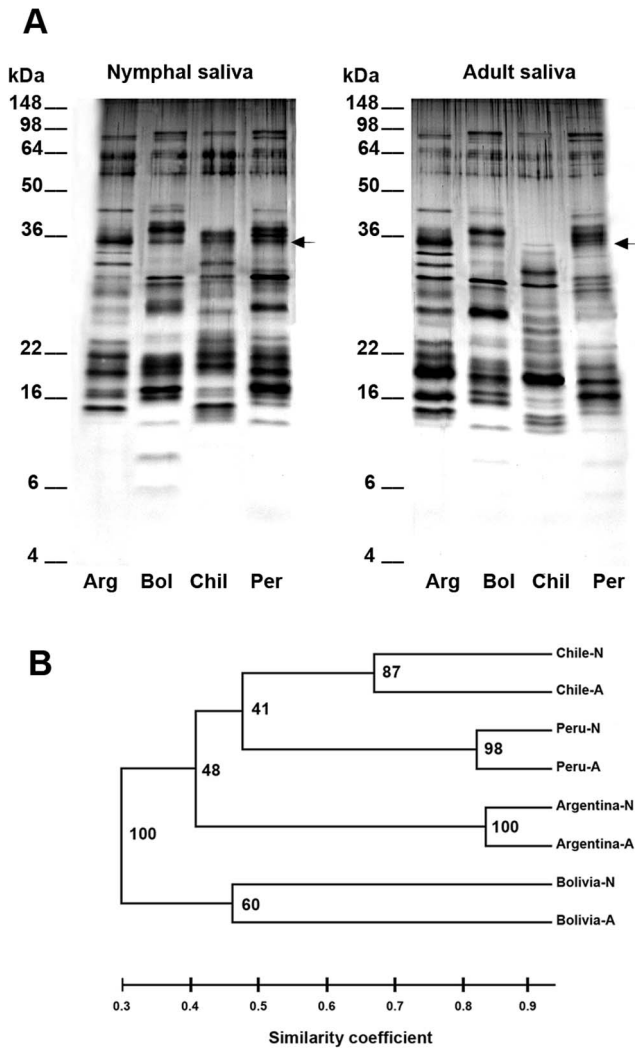 A
kDa Nymphal saliva kDa Adult saliva
148 148
98 98
64 64
50 50
36 36
22 22
16 16
6 6
4 4
Arg Bol Chil Per Arg Bol Chil Per
B
Chile-N
87
Chile-A
41
Peru-N
98
Peru-A
48
Argentina-N
100
Argentina-A
100
Bolivia-N
60
Bolivia-A
0.3 0.4 0.5 0.6 0.7 0.8 0.9
Similarity coefficient